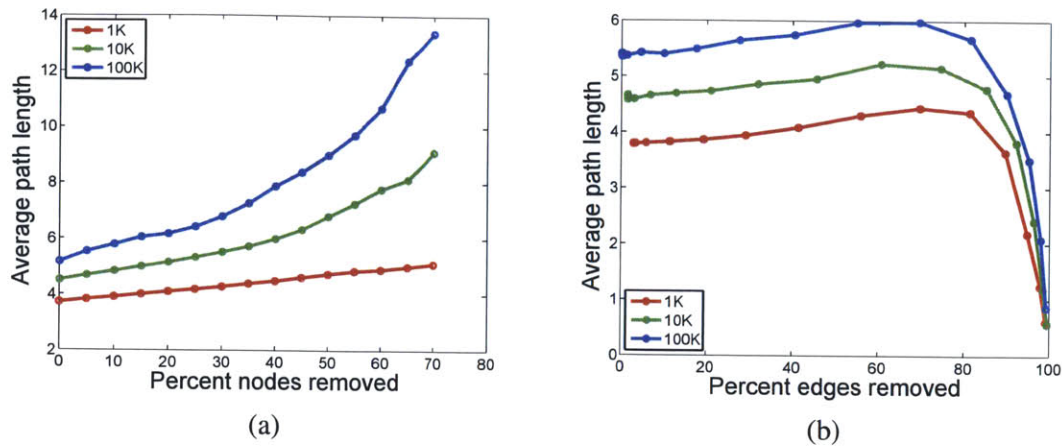 14
12
10
8
6
4
2
Average path length
1K
10K
100K
0 10 20 30 40 50 60 70 80
Percent nodes removed
(a)
6
5
4
3
2
1
0
Average path length
1K
10K
100K
0 20 40 60 80 100
Percent edges removed
(b)